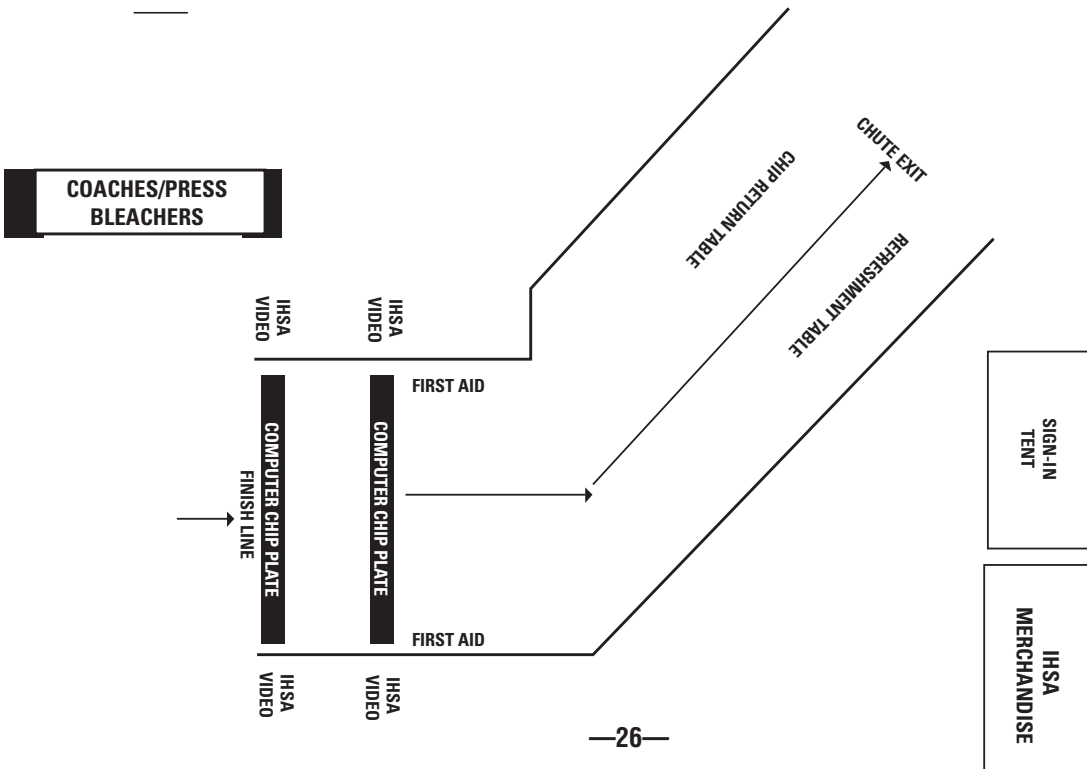 COACHES/PRESS
BLEACHERS
CHUTE EXIT
CHIP RETURN TABLE
REFRESHMENT TABLE
IHSA
VIDEO
IHSA
VIDEO
FIRST AID
COMPUTER CHIP PLATE
COMPUTER CHIP PLATE
FINISH LINE
SIGN-IN
TENT
FIRST AID
IHSA
MERCHANDISE
IHSA
VIDEO
IHSA
VIDEO
—26—